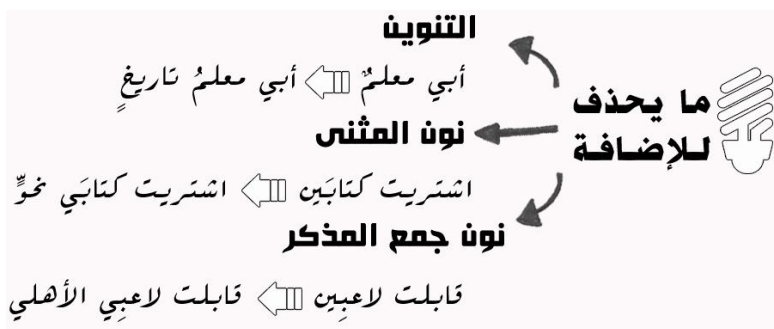 ما يحذف
للإضافة
التنوين
أبي معلمٌ أبي معلمُ تاريخٍ
نون المثنى
اشتريت كتابَين اشتريت كتابَي نحوٍّ
نون جمع المذكر
قابلت لاعبِين قابلت لاعبِي الأهلي